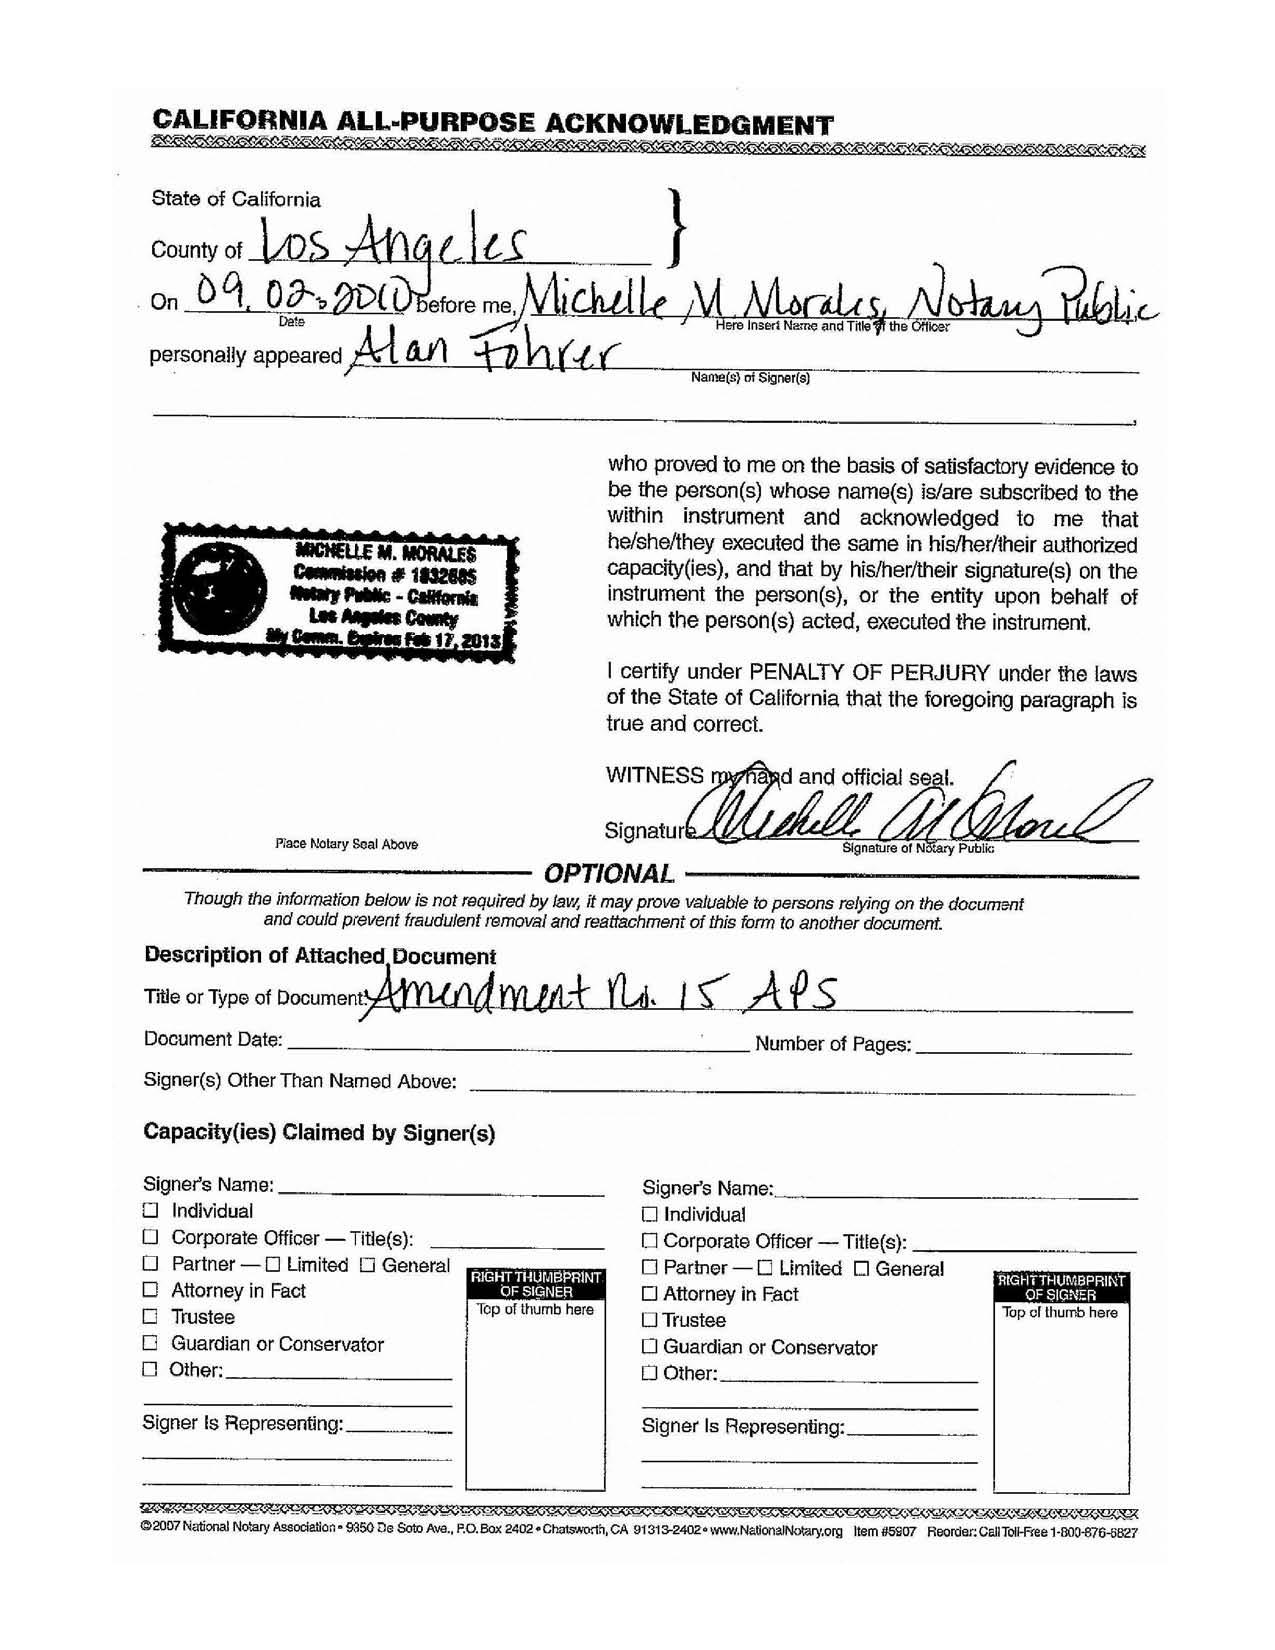 CALIFORNIA ALL-PURPOSE ACKNOWLEDGMENT
State of California
County of Los Angeles
On 09.02.2010 before me, Michelle M Morales, Notary Public
Date
Here Insert Name and Title of the Officer
personally appeared Alan Fohrer
Name(s) of Signer(s)
who proved to me on the basis of satisfactory evidence to
be the person(s) whose name(s) is/are subscribed to the
within instrument and acknowledged to me that
he/she/they executed the same in his/her/their authorized
capacity(ies), and that by his/her/their signature(s) on the
instrument the person(s), or the entity upon behalf of
which the person(s) acted, executed the instrument.
MICHELLE M. MORALES
Commission #
Notary Public - California
Los Angeles County
My Comm. Expires Feb 17, 2013
I certify under PENALTY OF PERJURY under the laws
of the State of California that the foregoing paragraph is
true and correct.
WITNESS my hand and official seal.
Signature Michelle M Morales
Place Notary Seal Above
Signature of Notary Public
OPTIONAL
Though the information below is not required by law, it may prove valuable to persons relying on the document
and could prevent fraudulent removal and reattachment of this form to another document.
Description of Attached Document
Title or Type of Document: Amendment No. 15 APS
Document Date: Number of Pages:
Signer(s) Other Than Named Above:
Capacity(ies) Claimed by Signer(s)
Signer's Name:
☐ Individual
☐ Corporate Officer — Title(s):
☐ Partner — ☐ Limited ☐ General
☐ Attorney in Fact
☐ Trustee
☐ Guardian or Conservator
☐ Other:
Signer Is Representing:
RIGHT THUMBPRINT
OF SIGNER
Top of thumb here
Signer's Name:
☐ Individual
☐ Corporate Officer — Title(s):
☐ Partner — ☐ Limited ☐ General
☐ Attorney in Fact
☐ Trustee
☐ Guardian or Conservator
☐ Other:
Signer Is Representing:
RIGHT THUMBPRINT
OF SIGNER
Top of thumb here
©2007 National Notary Association • 9350 De Soto Ave., P.O. Box 2402 • Chatsworth, CA 91313-2402 • www.NationalNotary.org Item #5907 Reorder: Call Toll-Free 1-800-876-6827